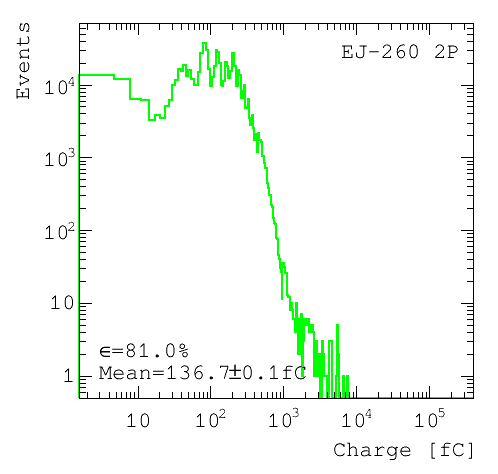 Events
EJ-260 2P
10⁴
10³
10²
10
1
ϵ=81.0%
Mean=136.7±0.1fC
10 10² 10³ 10⁴ 10⁵
Charge [fC]